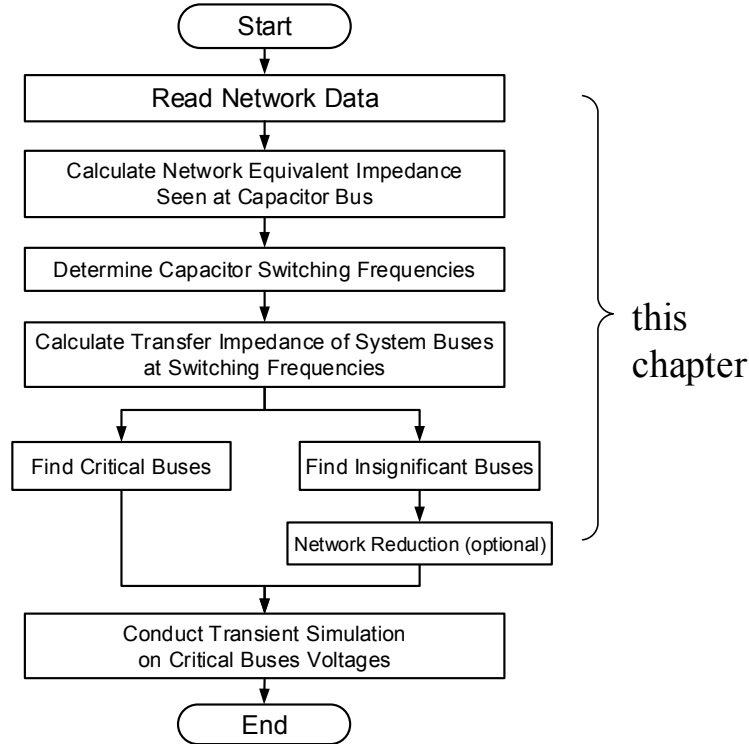 Start
Read Network Data
Calculate Network Equivalent Impedance
Seen at Capacitor Bus
Determine Capacitor Switching Frequencies
Calculate Transfer Impedance of System Buses
at Switching Frequencies
Find Critical Buses
Find Insignificant Buses
Network Reduction (optional)
Conduct Transient Simulation
on Critical Buses Voltages
End
this
chapter